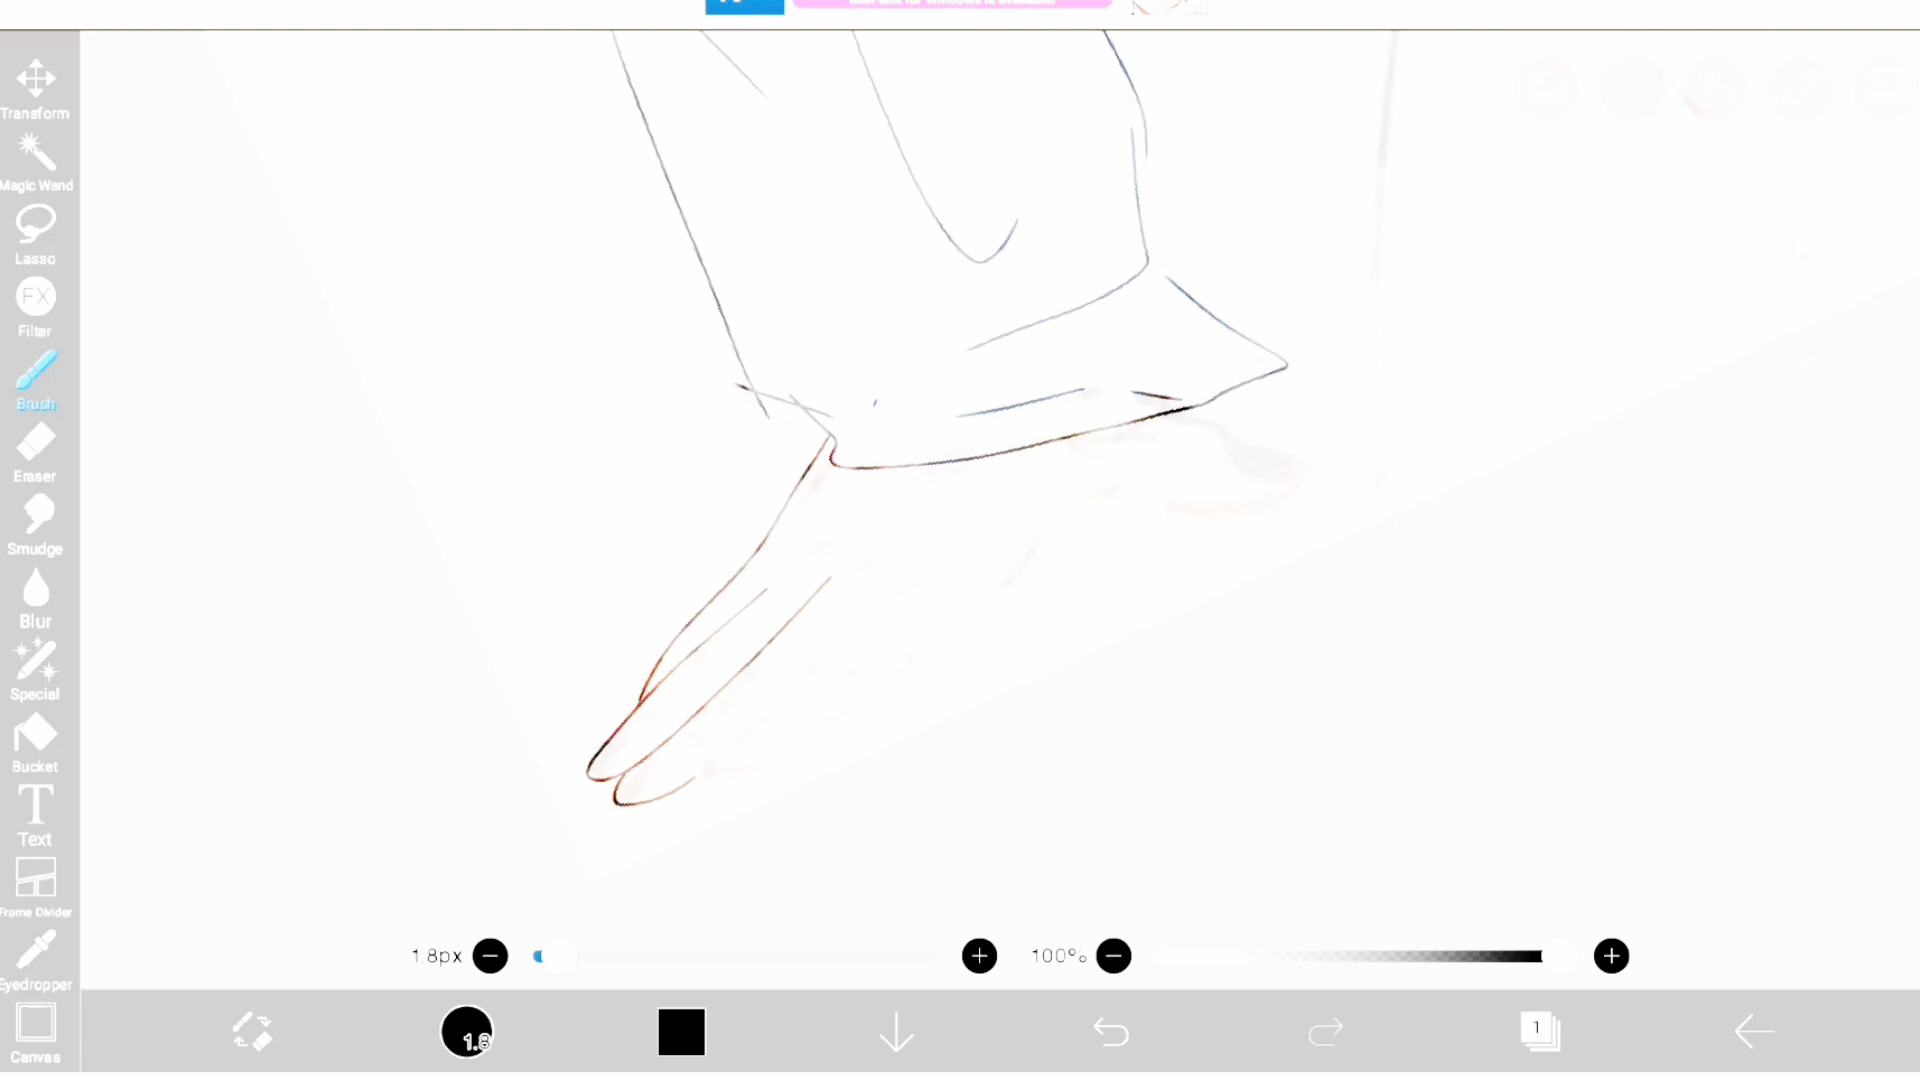 Transform
Magic Wand
Lasso
FX
Filter
Brush
Eraser
Smudge
Blur
Special
Bucket
T
Text
Frame Divider
Eyedropper
Canvas
1.8px
100%
1.8
1